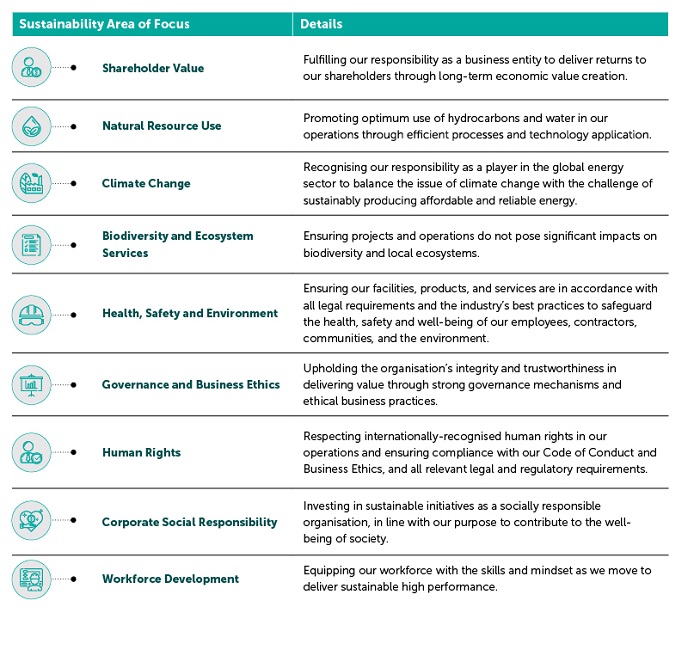 Sustainability Area of Focus
Details
Shareholder Value
Fulfilling our responsibility as a business entity to deliver returns to
our shareholders through long-term economic value creation.
Natural Resource Use
Promoting optimum use of hydrocarbons and water in our
operations through efficient processes and technology application.
Climate Change
Recognising our responsibility as a player in the global energy
sector to balance the issue of climate change with the challenge of
sustainably producing affordable and reliable energy.
Biodiversity and Ecosystem
Services
Ensuring projects and operations do not pose significant impacts on
biodiversity and local ecosystems.
Health, Safety and Environment
Ensuring our facilities, products, and services are in accordance with
all legal requirements and the industry's best practices to safeguard
the health, safety and well-being of our employees, contractors,
communities, and the environment.
Governance and Business Ethics
Upholding the organisation's integrity and trustworthiness in
delivering value through strong governance mechanisms and
ethical business practices.
Human Rights
Respecting internationally-recognised human rights in our
operations and ensuring compliance with our Code of Conduct and
Business Ethics, and all relevant legal and regulatory requirements.
Corporate Social Responsibility
Investing in sustainable initiatives as a socially responsible
organisation, in line with our purpose to contribute to the well-
being of society.
Workforce Development
Equipping our workforce with the skills and mindset as we move to
deliver sustainable high performance.